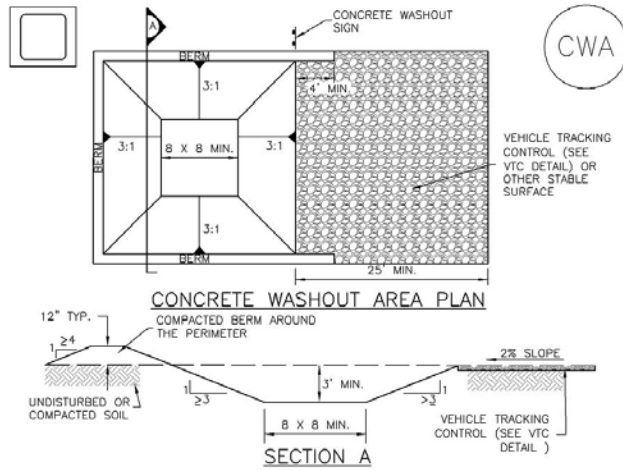 A
CONCRETE WASHOUT
SIGN
CWA
BERM
3:1
4' MIN.
BERM
3:1
8 X 8 MIN.
3:1
VEHICLE TRACKING
CONTROL (SEE
VTC DETAIL) OR
OTHER STABLE
SURFACE
3:1
BERM
25' MIN.
CONCRETE WASHOUT AREA PLAN
12" TYP.
COMPACTED BERM AROUND
THE PERIMETER
1
≥4
2% SLOPE
3' MIN.
1
≥3
1
>3
UNDISTURBED OR
COMPACTED SOIL
8 X 8 MIN.
VEHICLE TRACKING
CONTROL (SEE VTC
DETAIL )
SECTION A